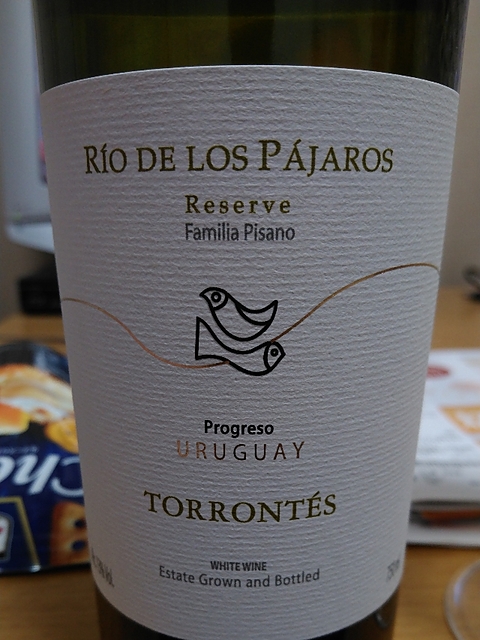 RÍO DE LOS PÁJAROS
Reserve
Familia Pisano
Progreso
URUGUAY
TORRONTÉS
WHITE WINE
Estate Grown and Bottled